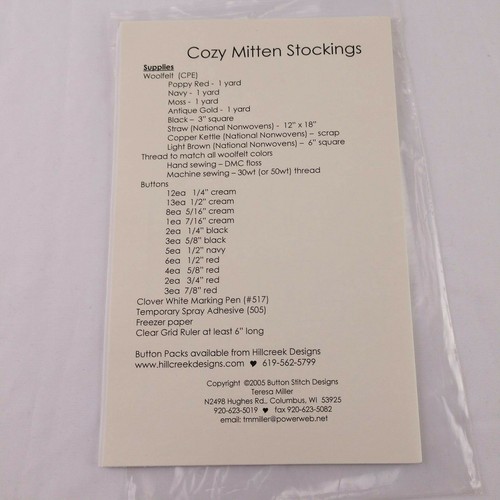 Cozy Mitten Stockings
Supplies
Woolfelt (CPE)
Poppy Red - 1 yard
Navy - 1 yard
Moss - 1 yard
Antique Gold - 1 yard
Black – 3" square
Straw (National Nonwovens) - 12" x 18"
Copper Kettle (National Nonwovens) – scrap
Light Brown (National Nonwovens) – 6" square
Thread to match all woolfelt colors
Hand sewing – DMC floss
Machine sewing – 30wt (or 50wt) thread
Buttons
12ea 1/4" cream
13ea 1/2" cream
8ea 5/16" cream
1ea 7/16" cream
2ea 1/4" black
3ea 5/8" black
5ea 1/2" navy
6ea 1/2" red
4ea 5/8" red
2ea 3/4" red
3ea 7/8" red
Clover White Marking Pen (#517)
Temporary Spray Adhesive (505)
Freezer paper
Clear Grid Ruler at least 6" long
Button Packs available from Hillcreek Designs
www.hillcreekdesigns.com ♥ 619-562-5799
Copyright ©2005 Button Stitch Designs
Teresa Miller
N2498 Hughes Rd., Columbus, WI 53925
920-623-5019 ♥ fax 920-623-5082
email: tmmiller@powerweb.net